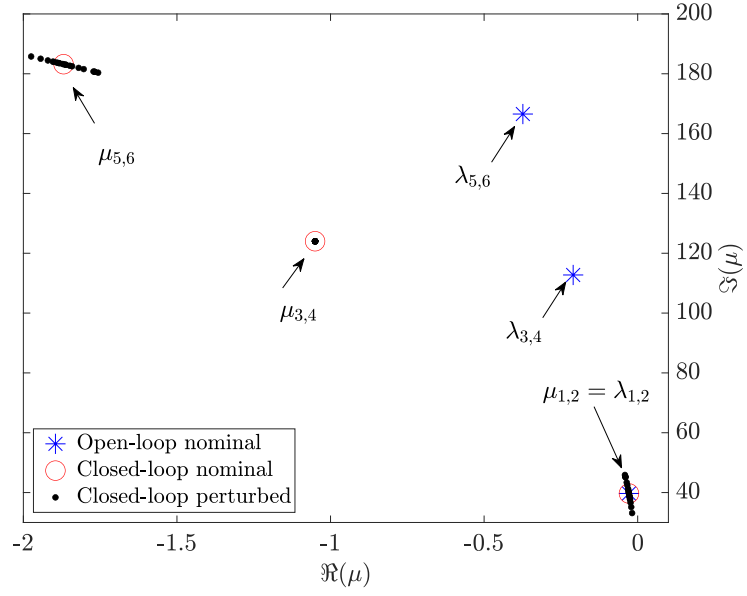 200
180
160
140
120
100
80
60
40
ℑ(μ)
μ5,6
λ5,6
μ3,4
λ3,4
μ1,2 = λ1,2
Open-loop nominal
Closed-loop nominal
Closed-loop perturbed
-2 -1.5 -1 -0.5 0
ℜ(μ)